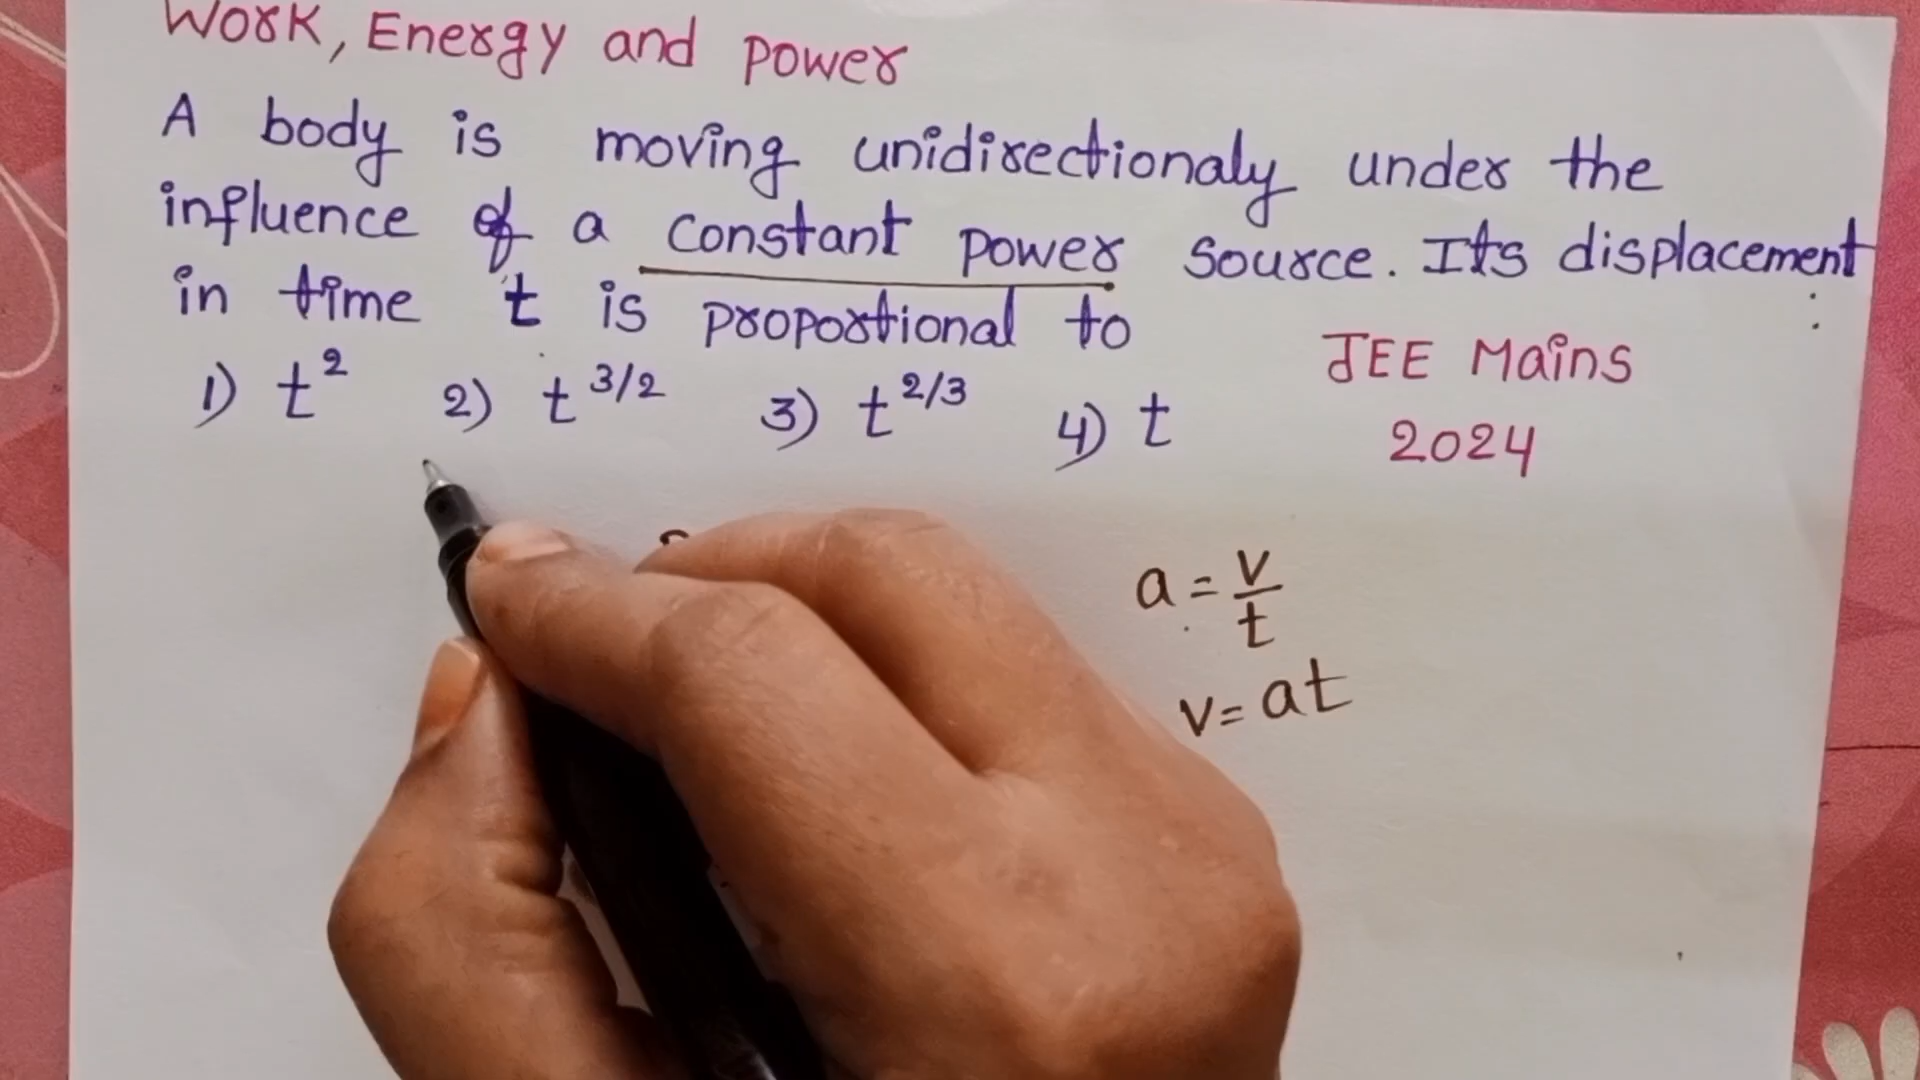 Work, Energy and power
A body is moving unidirectionaly under the
influence of a constant power source. Its displacement
in time 't is proportional to
1) t² 2) t^3/2 3) t^2/3 4) t
JEE Mains
2024
a = v/t
v = at